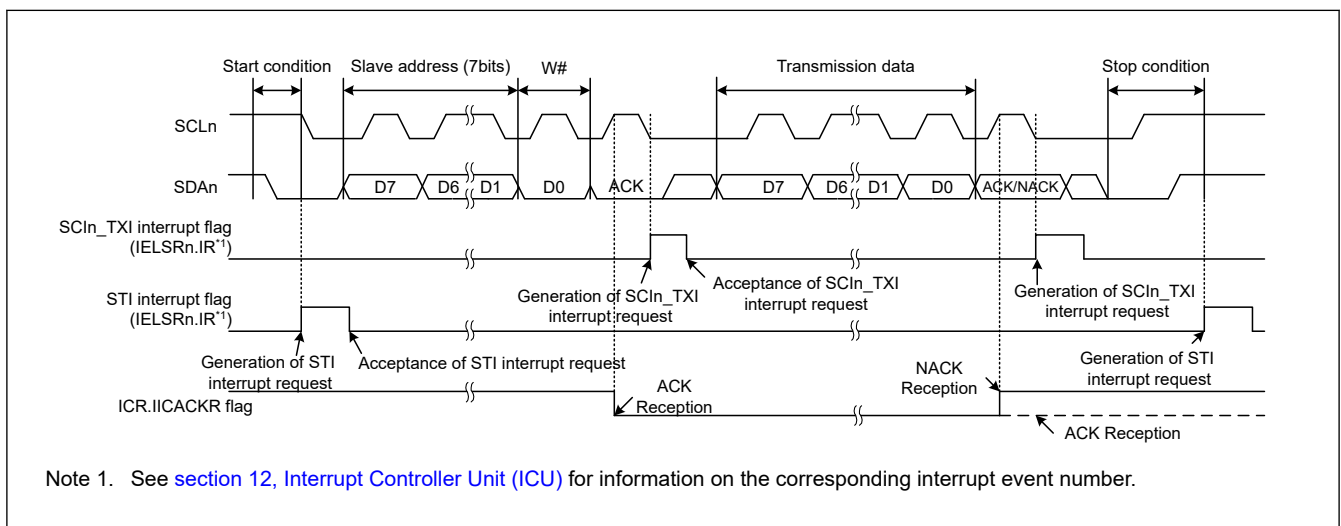 Start condition
Slave address (7bits)
W#
Transmission data
Stop condition
SCLn
SDAn
D7
D6
D1
D0
ACK
D7
D6
D1
D0
ACK/NACK
SCIn_TXI interrupt flag
(IELSRn.IR*1)
Generation of SCIn_TXI
interrupt request
Acceptance of SCIn_TXI
interrupt request
Generation of SCIn_TXI
interrupt request
STI interrupt flag
(IELSRn.IR*1)
Generation of STI
interrupt request
Acceptance of STI interrupt request
Generation of STI
interrupt request
ICR.IICACKR flag
ACK
Reception
NACK
Reception
ACK Reception
Note 1. See section 12, Interrupt Controller Unit (ICU) for information on the corresponding interrupt event number.